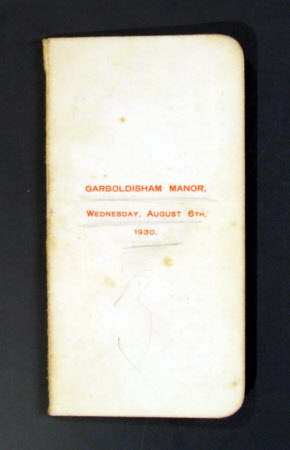 GARBOLDISHAM MANOR,
WEDNESDAY, AUGUST 6TH,
1930.